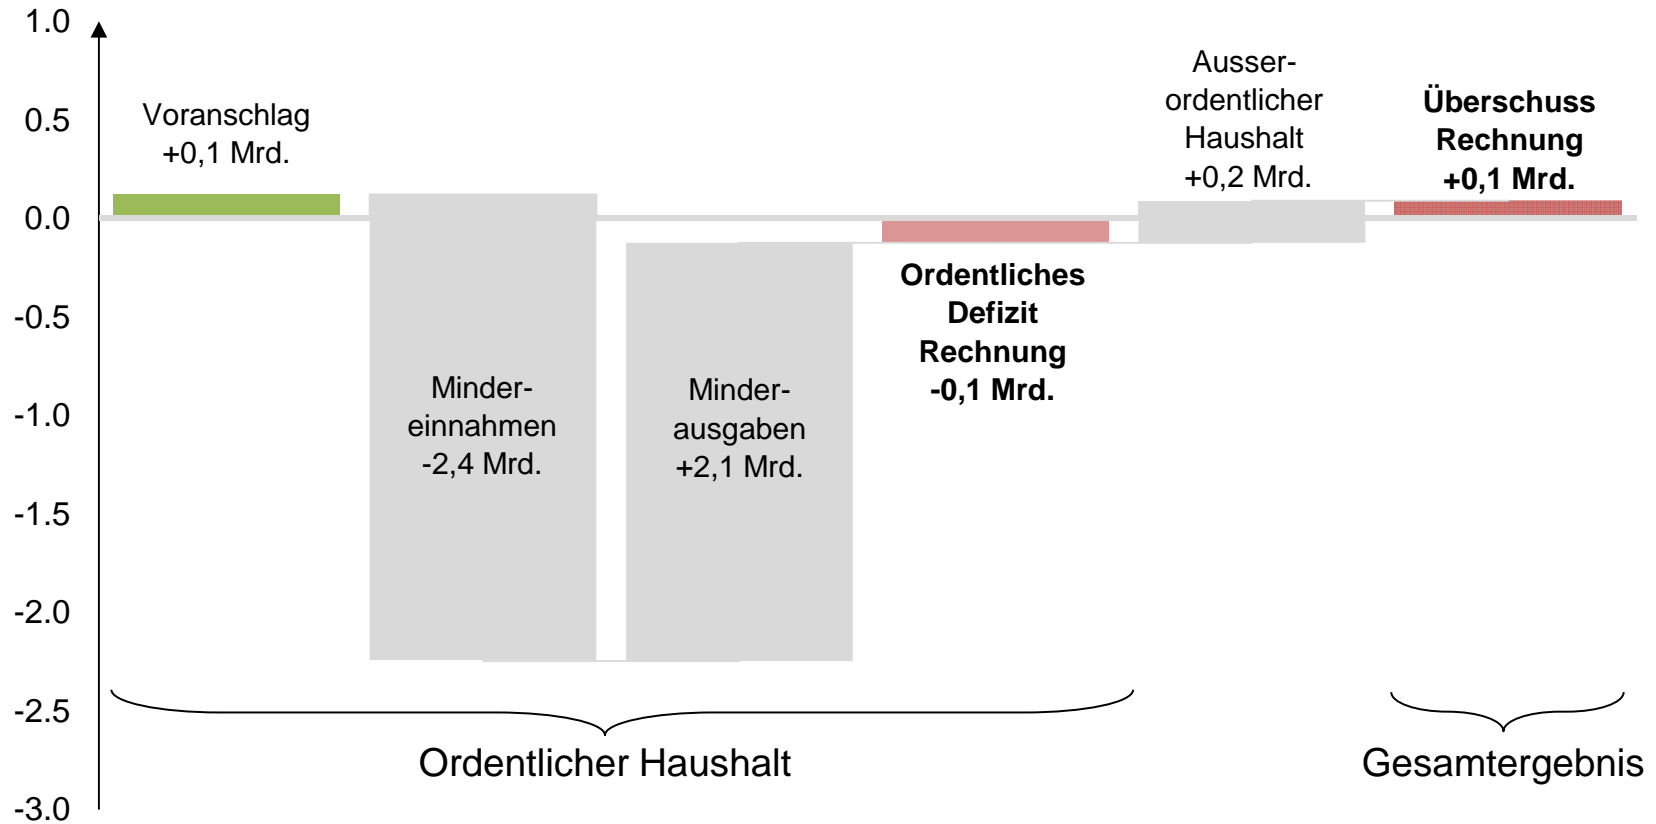 1.0
0.5
0.0
-0.5
-1.0
-1.5
-2.0
-2.5
-3.0
Voranschlag
+0,1 Mrd.
Minder-
einnahmen
-2,4 Mrd.
Minder-
ausgaben
+2,1 Mrd.
Ordentliches
Defizit
Rechnung
-0,1 Mrd.
Ausser-
ordentlicher
Haushalt
+0,2 Mrd.
Überschuss
Rechnung
+0,1 Mrd.
Ordentlicher Haushalt
Gesamtergebnis